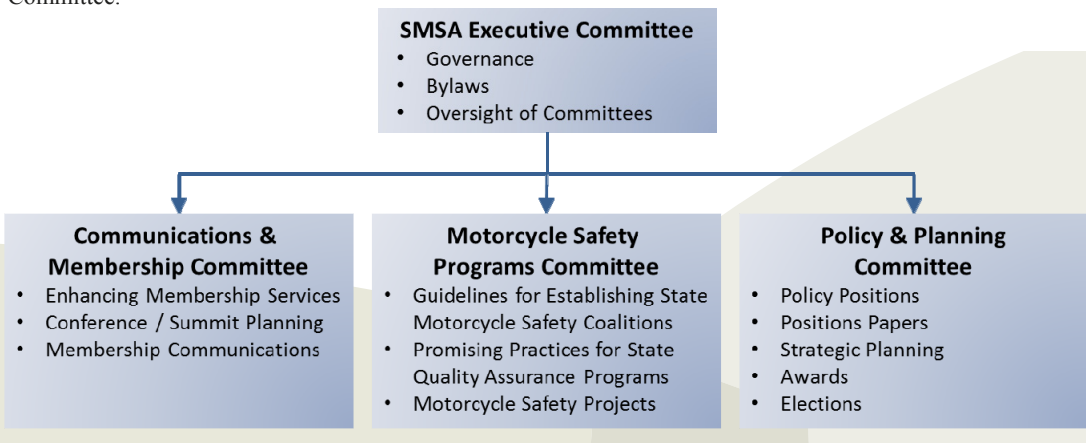 Committee.
SMSA Executive Committee
• Governance
• Bylaws
• Oversight of Committees
Communications &
Membership Committee
• Enhancing Membership Services
• Conference / Summit Planning
• Membership Communications
Motorcycle Safety
Programs Committee
• Guidelines for Establishing State
Motorcycle Safety Coalitions
• Promising Practices for State
Quality Assurance Programs
• Motorcycle Safety Projects
Policy & Planning
Committee
• Policy Positions
• Positions Papers
• Strategic Planning
• Awards
• Elections